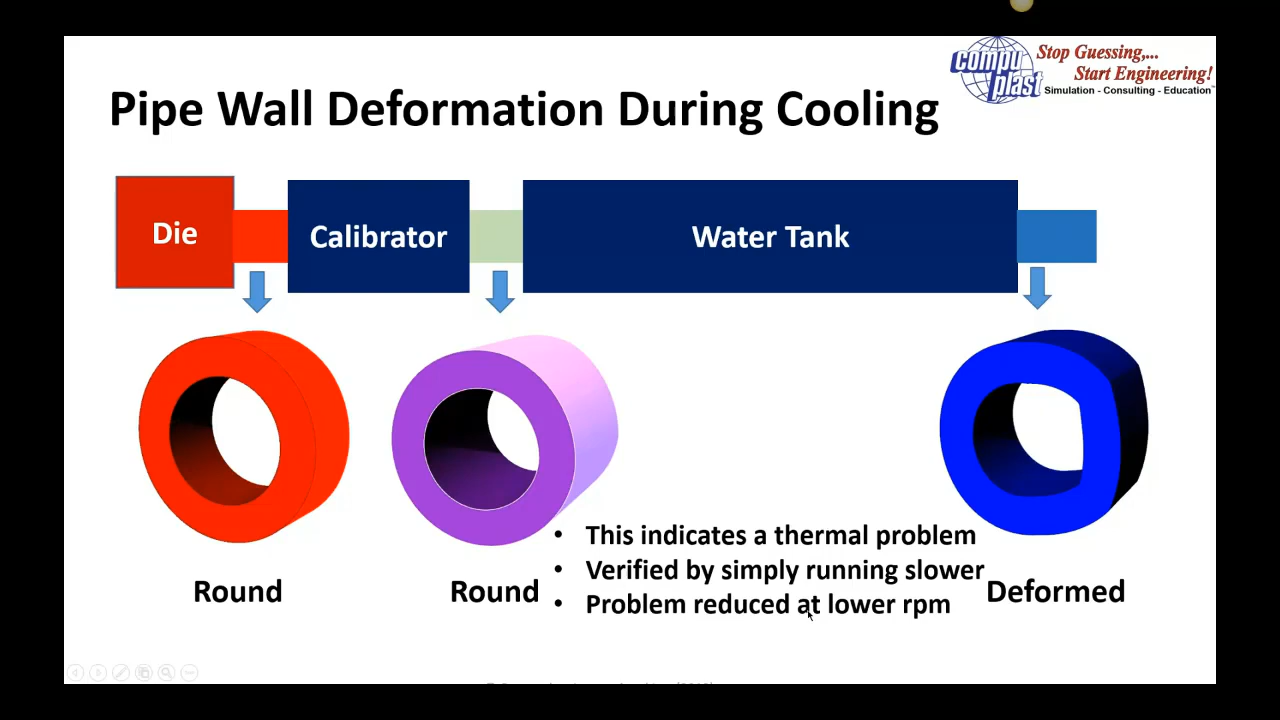 compu
plast
Stop Guessing,...
Start Engineering!
Simulation - Consulting - Education
Pipe Wall Deformation During Cooling
Die
Calibrator
Water Tank
• This indicates a thermal problem
• Verified by simply running slower
• Problem reduced at lower rpm
Round
Round
Deformed